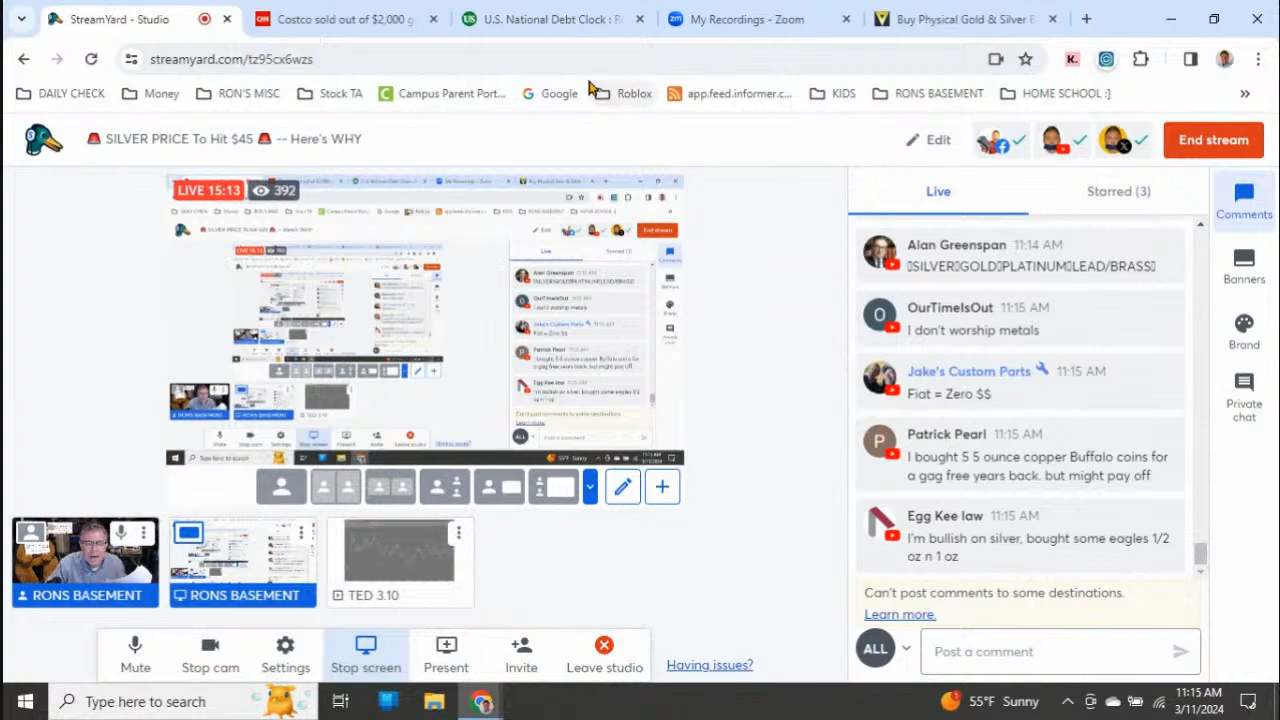 StreamYard - Studio
Costco sold out of $2,000 g
U.S. National Debt Clock : R
My Recordings - Zoom
Buy Physical Gold & Silver B
streamyard.com/tz95cx6wzs
DAILY CHECK
Money
RON'S MISC
Stock TA
Campus Parent Port...
Google
Roblox
app.feed.informer.c...
KIDS
RONS BASEMENT
HOME SCHOOL :]
🚨 SILVER PRICE To Hit $45 🚨 -- Here's WHY
Edit
End stream
LIVE 15:13
392
Live
Starred (3)
Alan Greenspan 11:14 AM
▯SILVER▯GOLD▯PLATINUM▯LEAD/BRASS▯
OurTimeIsOut 11:15 AM
I don't worship metals
Jake's Custom Parts 11:15 AM
Fiat = Zero $$
Patrick Pearl 11:15 AM
I bought 5 5 ounce copper Buffalo coins for
a gag free years back. but might pay off
Egg Kee law 11:15 AM
I'm pullish on silver, bought some eagles 1/2
oz n 1 oz
Can't post comments to some destinations.
Learn more.
ALL
Post a comment
Comments
Banners
Brand
Private
chat
RONS BASEMENT
RONS BASEMENT
TED 3.10
Mute
Stop cam
Settings
Stop screen
Present
Invite
Leave studio
Having issues?
Type here to search
55°F Sunny
11:15 AM
3/11/2024